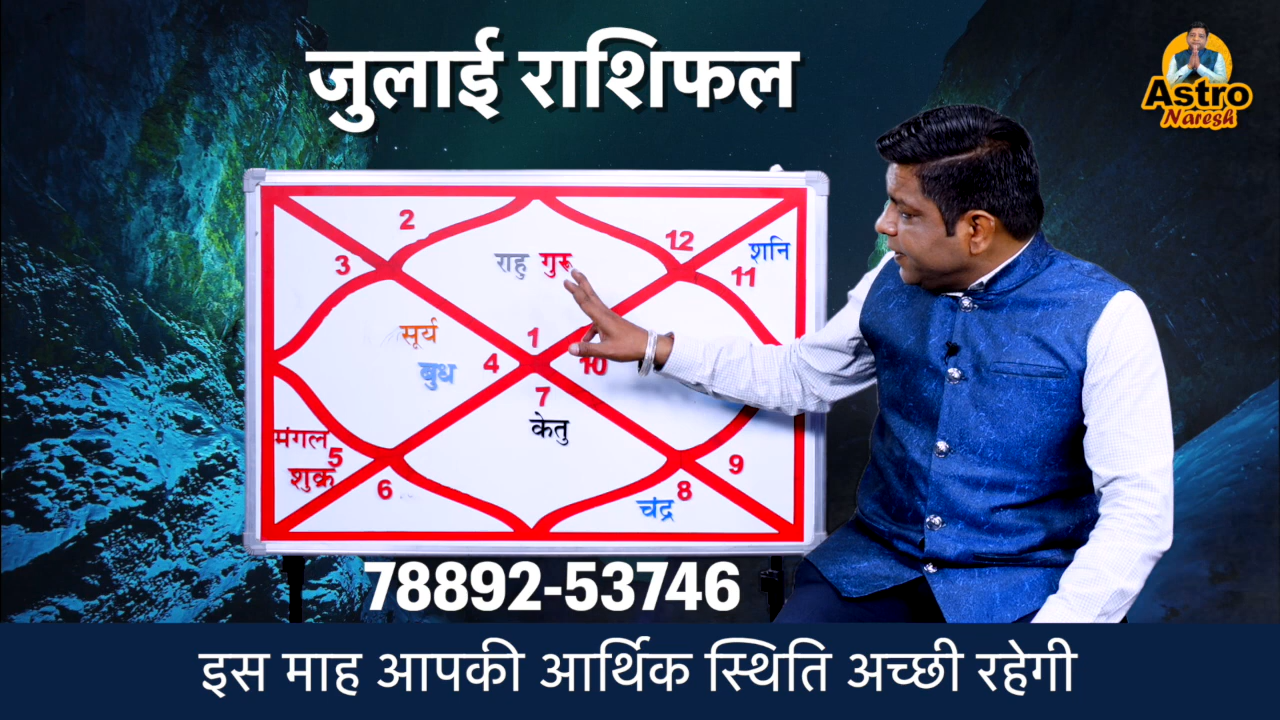 जुलाई राशिफल
Astro
Naresh
2
12
शनि
3
राहु गुरु
11
सूर्य
1
बुध
4
10
7
केतु
मंगल
5
9
शुक्र
6
8
चंद्र
78892-53746
इस माह आपकी आर्थिक स्थिति अच्छी रहेगी